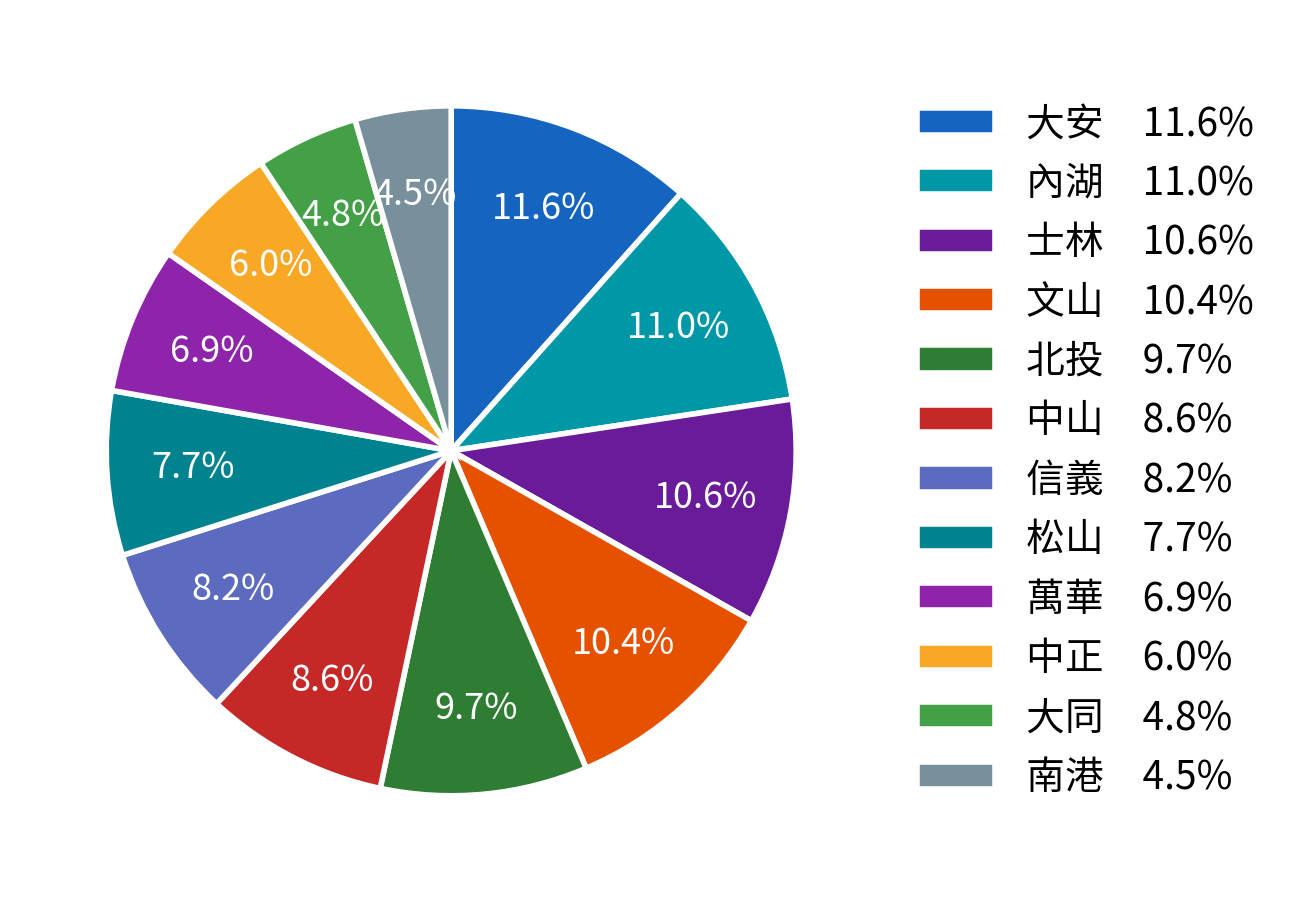 11.6%
11.0%
10.6%
10.4%
9.7%
8.6%
8.2%
7.7%
6.9%
6.0%
4.8%
4.5%
大安 11.6%
內湖 11.0%
士林 10.6%
文山 10.4%
北投 9.7%
中山 8.6%
信義 8.2%
松山 7.7%
萬華 6.9%
中正 6.0%
大同 4.8%
南港 4.5%